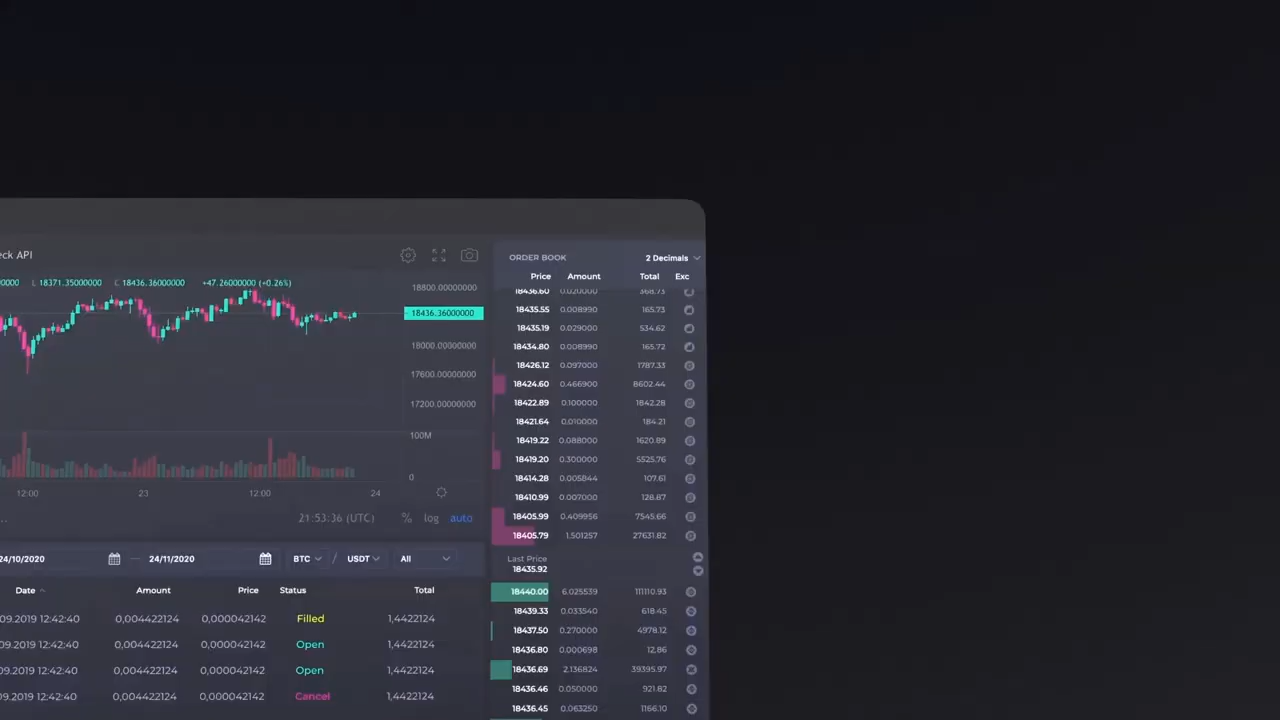 eck API
0000 L 18371.35000000 C 18436.36000000 +47.26000000 (+0.26%)
18800.00000000
18436.36000000
18000.00000000
17600.00000000
17200.00000000
100M
0
12:00 23 12:00 24
21:53:36 (UTC) % log auto
24/10/2020 — 24/11/2020 BTC / USDT All
Date Amount Price Status Total
09.2019 12:42:40 0,004422124 0,000042142 Filled 1,4422124
09.2019 12:42:40 0,004422124 0,000042142 Open 1,4422124
09.2019 12:42:40 0,004422124 0,000042142 Open 1,4422124
09.2019 12:42:40 0,004422124 0,000042142 Cancel 1,4422124
ORDER BOOK 2 Decimals
Price Amount Total Exc
18436.60 0.020000 368.73
18435.55 0.008990 165.73
18435.19 0.029000 534.62
18434.80 0.008990 165.72
18426.12 0.097000 1787.33
18424.60 0.466900 8602.44
18422.89 0.100000 1842.28
18421.64 0.010000 184.21
18419.22 0.088000 1620.89
18419.20 0.300000 5525.76
18414.28 0.005844 107.61
18410.99 0.007000 128.87
18405.99 0.409956 7545.66
18405.79 1.501257 27631.82
Last Price
18435.92
18440.00 6.025539 111110.93
18439.33 0.033540 618.45
18437.50 0.270000 4978.12
18436.80 0.000698 12.86
18436.69 2.136824 39395.97
18436.46 0.050000 921.82
18436.45 0.063250 1166.10